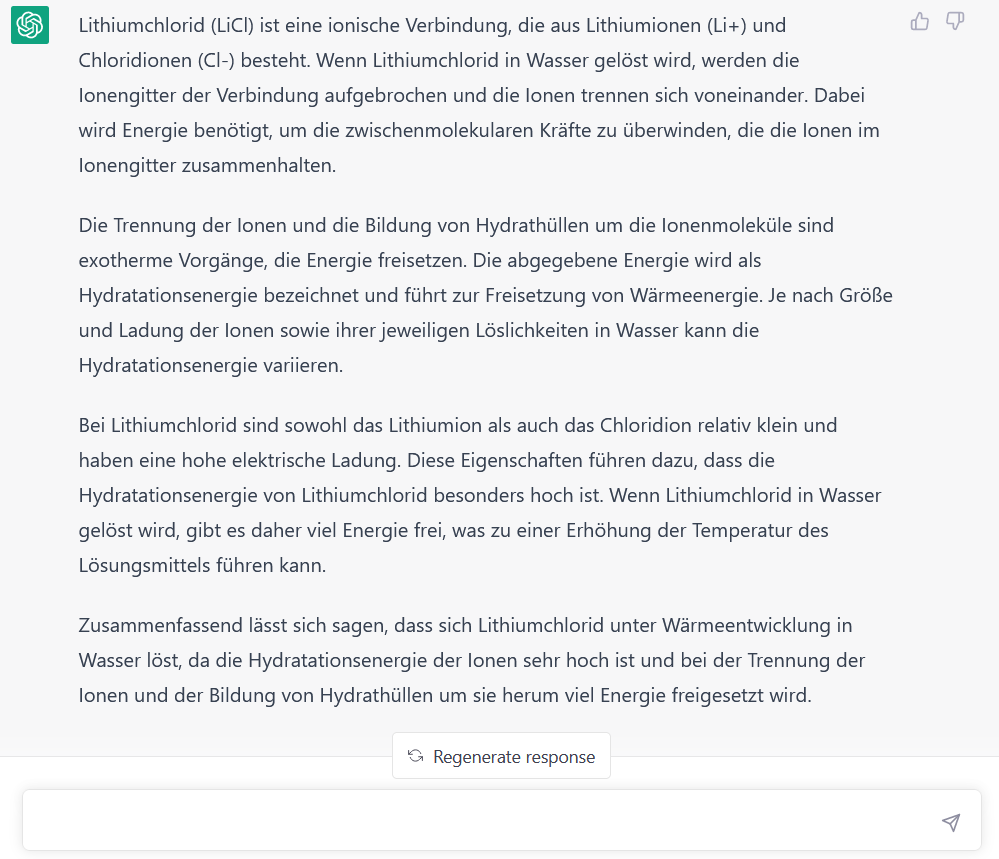 Lithiumchlorid (LiCl) ist eine ionische Verbindung, die aus Lithiumionen (Li+) und
Chloridionen (Cl-) besteht. Wenn Lithiumchlorid in Wasser gelöst wird, werden die
Ionengitter der Verbindung aufgebrochen und die Ionen trennen sich voneinander. Dabei
wird Energie benötigt, um die zwischenmolekularen Kräfte zu überwinden, die die Ionen im
Ionengitter zusammenhalten.
Die Trennung der Ionen und die Bildung von Hydrathüllen um die Ionenmoleküle sind
exotherme Vorgänge, die Energie freisetzen. Die abgegebene Energie wird als
Hydratationsenergie bezeichnet und führt zur Freisetzung von Wärmeenergie. Je nach Größe
und Ladung der Ionen sowie ihrer jeweiligen Löslichkeiten in Wasser kann die
Hydratationsenergie variieren.
Bei Lithiumchlorid sind sowohl das Lithiumion als auch das Chloridion relativ klein und
haben eine hohe elektrische Ladung. Diese Eigenschaften führen dazu, dass die
Hydratationsenergie von Lithiumchlorid besonders hoch ist. Wenn Lithiumchlorid in Wasser
gelöst wird, gibt es daher viel Energie frei, was zu einer Erhöhung der Temperatur des
Lösungsmittels führen kann.
Zusammenfassend lässt sich sagen, dass sich Lithiumchlorid unter Wärmeentwicklung in
Wasser löst, da die Hydratationsenergie der Ionen sehr hoch ist und bei der Trennung der
Ionen und der Bildung von Hydrathüllen um sie herum viel Energie freigesetzt wird.
Regenerate response